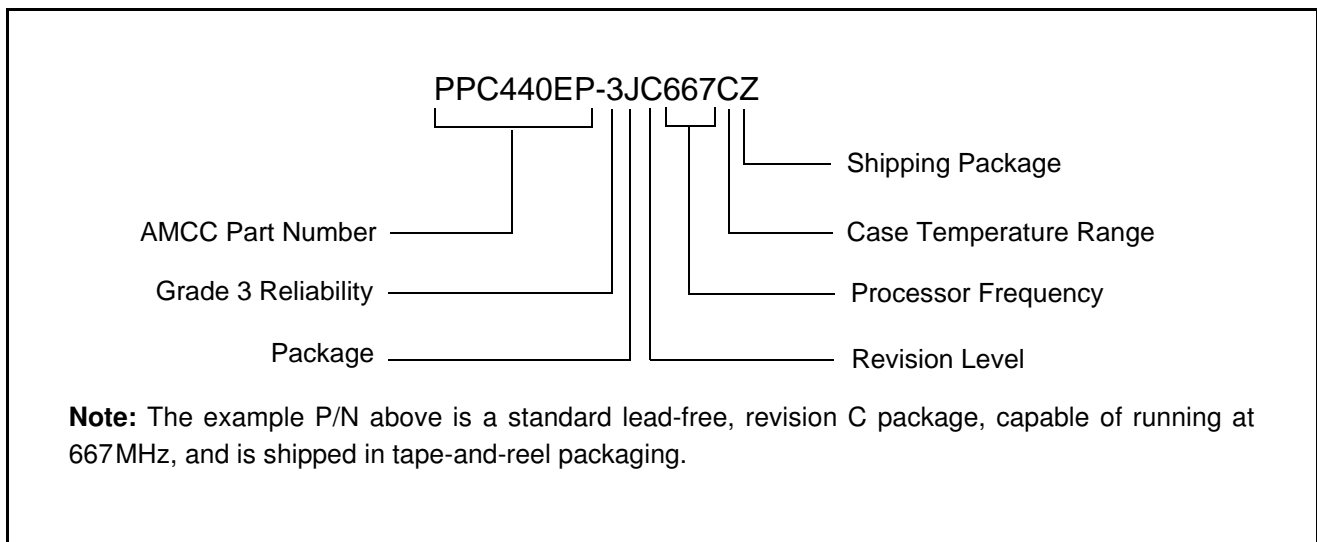 PPC440EP-3JC667CZ
Shipping Package
AMCC Part Number
Case Temperature Range
Grade 3 Reliability
Processor Frequency
Package
Revision Level
Note: The example P/N above is a standard lead-free, revision C package, capable of running at
667MHz, and is shipped in tape-and-reel packaging.